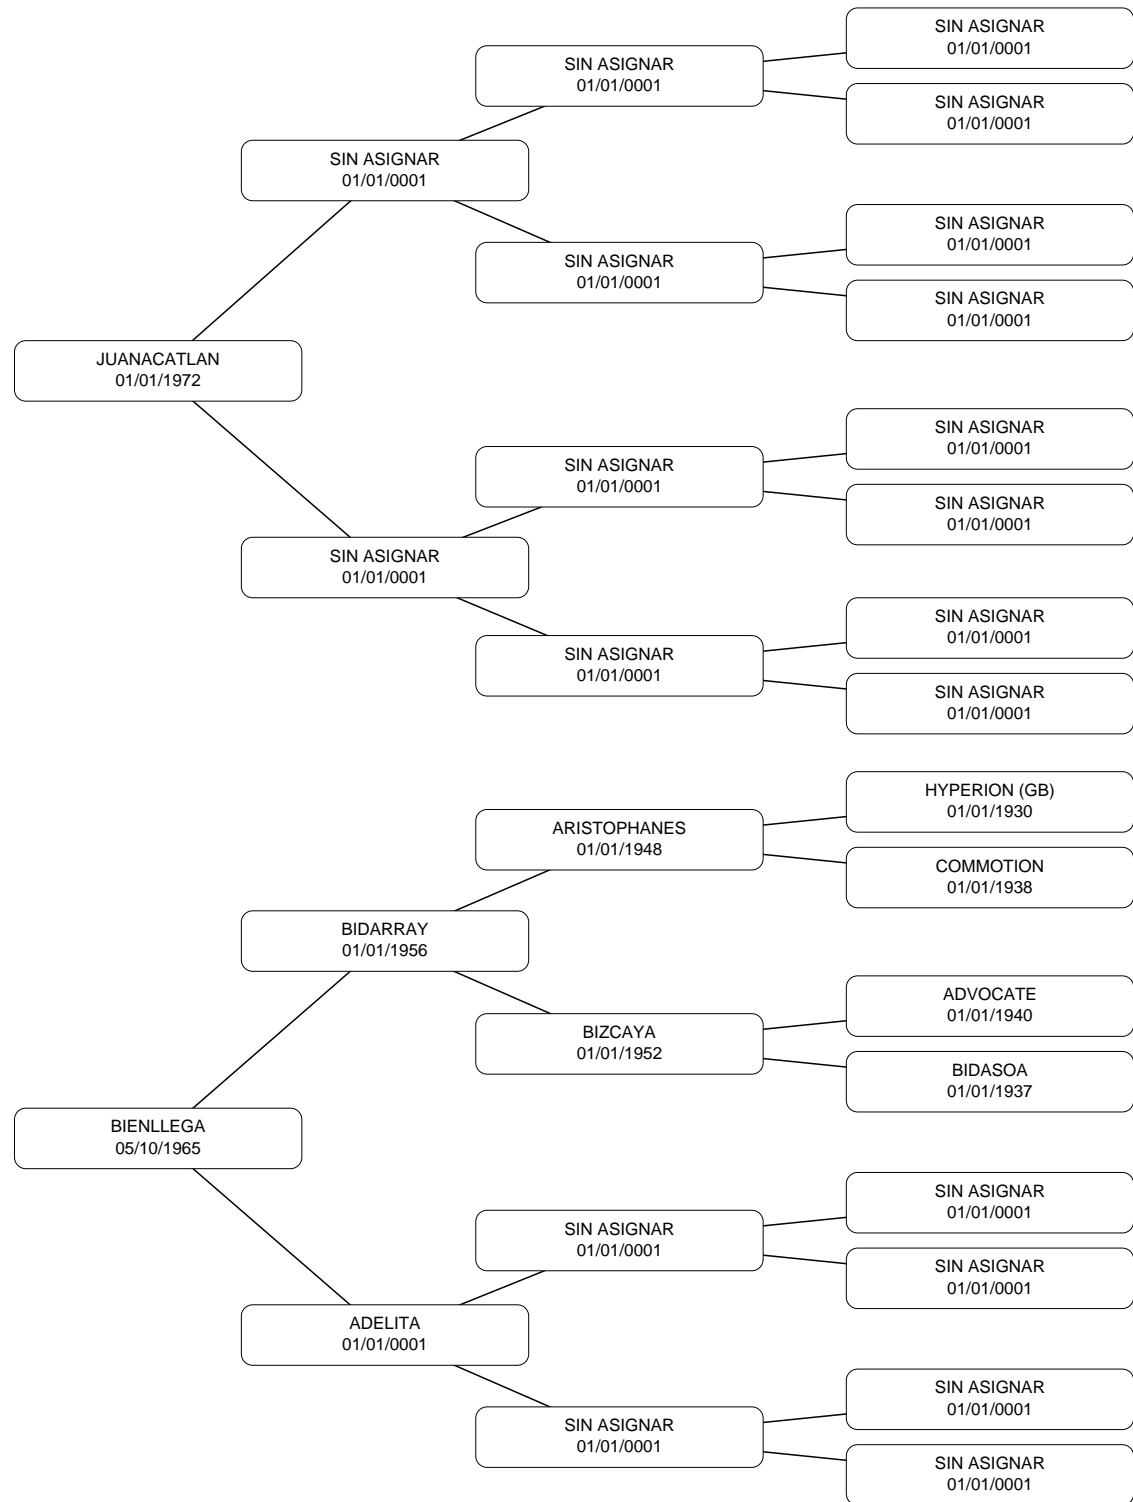 SIN ASIGNAR
01/01/0001
SIN ASIGNAR
01/01/0001
SIN ASIGNAR
01/01/0001
SIN ASIGNAR
01/01/0001
SIN ASIGNAR
01/01/0001
SIN ASIGNAR
01/01/0001
SIN ASIGNAR
01/01/0001
JUANACATLAN
01/01/1972
SIN ASIGNAR
01/01/0001
SIN ASIGNAR
01/01/0001
SIN ASIGNAR
01/01/0001
SIN ASIGNAR
01/01/0001
SIN ASIGNAR
01/01/0001
SIN ASIGNAR
01/01/0001
SIN ASIGNAR
01/01/0001
HYPERION (GB)
01/01/1930
ARISTOPHANES
01/01/1948
COMMOTION
01/01/1938
BIDARRAY
01/01/1956
ADVOCATE
01/01/1940
BIZCAYA
01/01/1952
BIDASOA
01/01/1937
BIENLLEGA
05/10/1965
SIN ASIGNAR
01/01/0001
SIN ASIGNAR
01/01/0001
SIN ASIGNAR
01/01/0001
ADELITA
01/01/0001
SIN ASIGNAR
01/01/0001
SIN ASIGNAR
01/01/0001
SIN ASIGNAR
01/01/0001